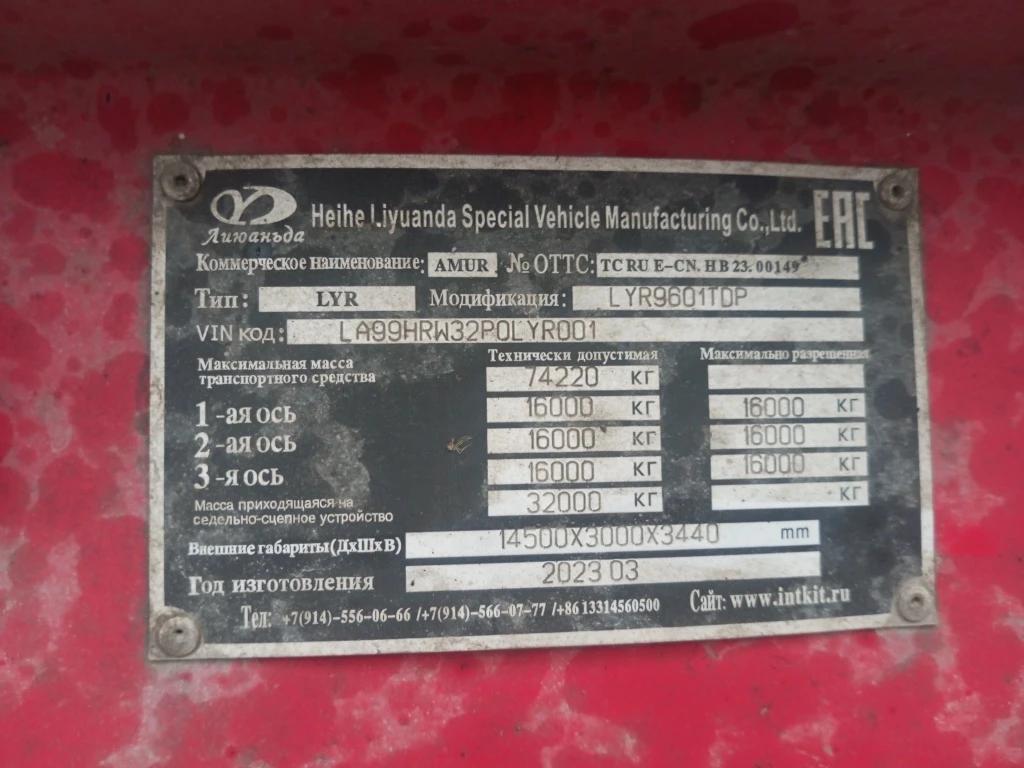 Лиюаньда
Heihe Liyuanda Special Vehicle Manufacturing Co.,Ltd.
EAC
Коммерческое наименование: AMUR № ОТТС: TC RU E-CN. HB 23. 00149
Тип: LYR Модификация: LYR9601TDP
VIN код: LA99HRW32P0LYR001
Технически допустимая Максимально разрешенная
Максимальная масса
транспортного средства 74220 кг
1-ая ось 16000 кг 16000 кг
2-ая ось 16000 кг 16000 кг
3-я ось 16000 кг 16000 кг
Масса приходящаяся на
седельно-сцепное устройство 32000 кг кг
Внешние габариты(ДхШхВ) 14500X3000X3440 mm
Год изготовления 2023 03
Тел: +7(914)-556-06-66 /+7(914)-566-07-77 /+86 13314560500 Сайт: www.intkit.ru